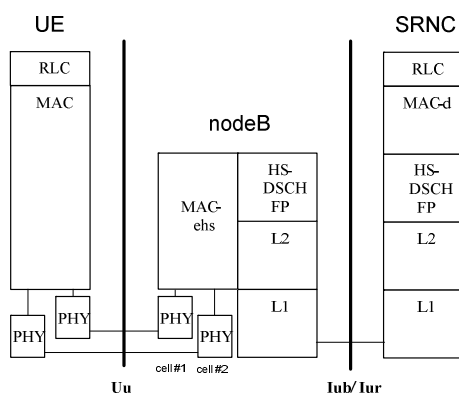 UE
SRNC
RLC
MAC
nodeB
RLC
MAC-d
MAC-
ehs
HS-
DSCH
FP
HS-
DSCH
FP
L2
L2
L1
L1
PHY
PHY
PHY
PHY
cell#1
cell#2
Uu
Iub/ Iur